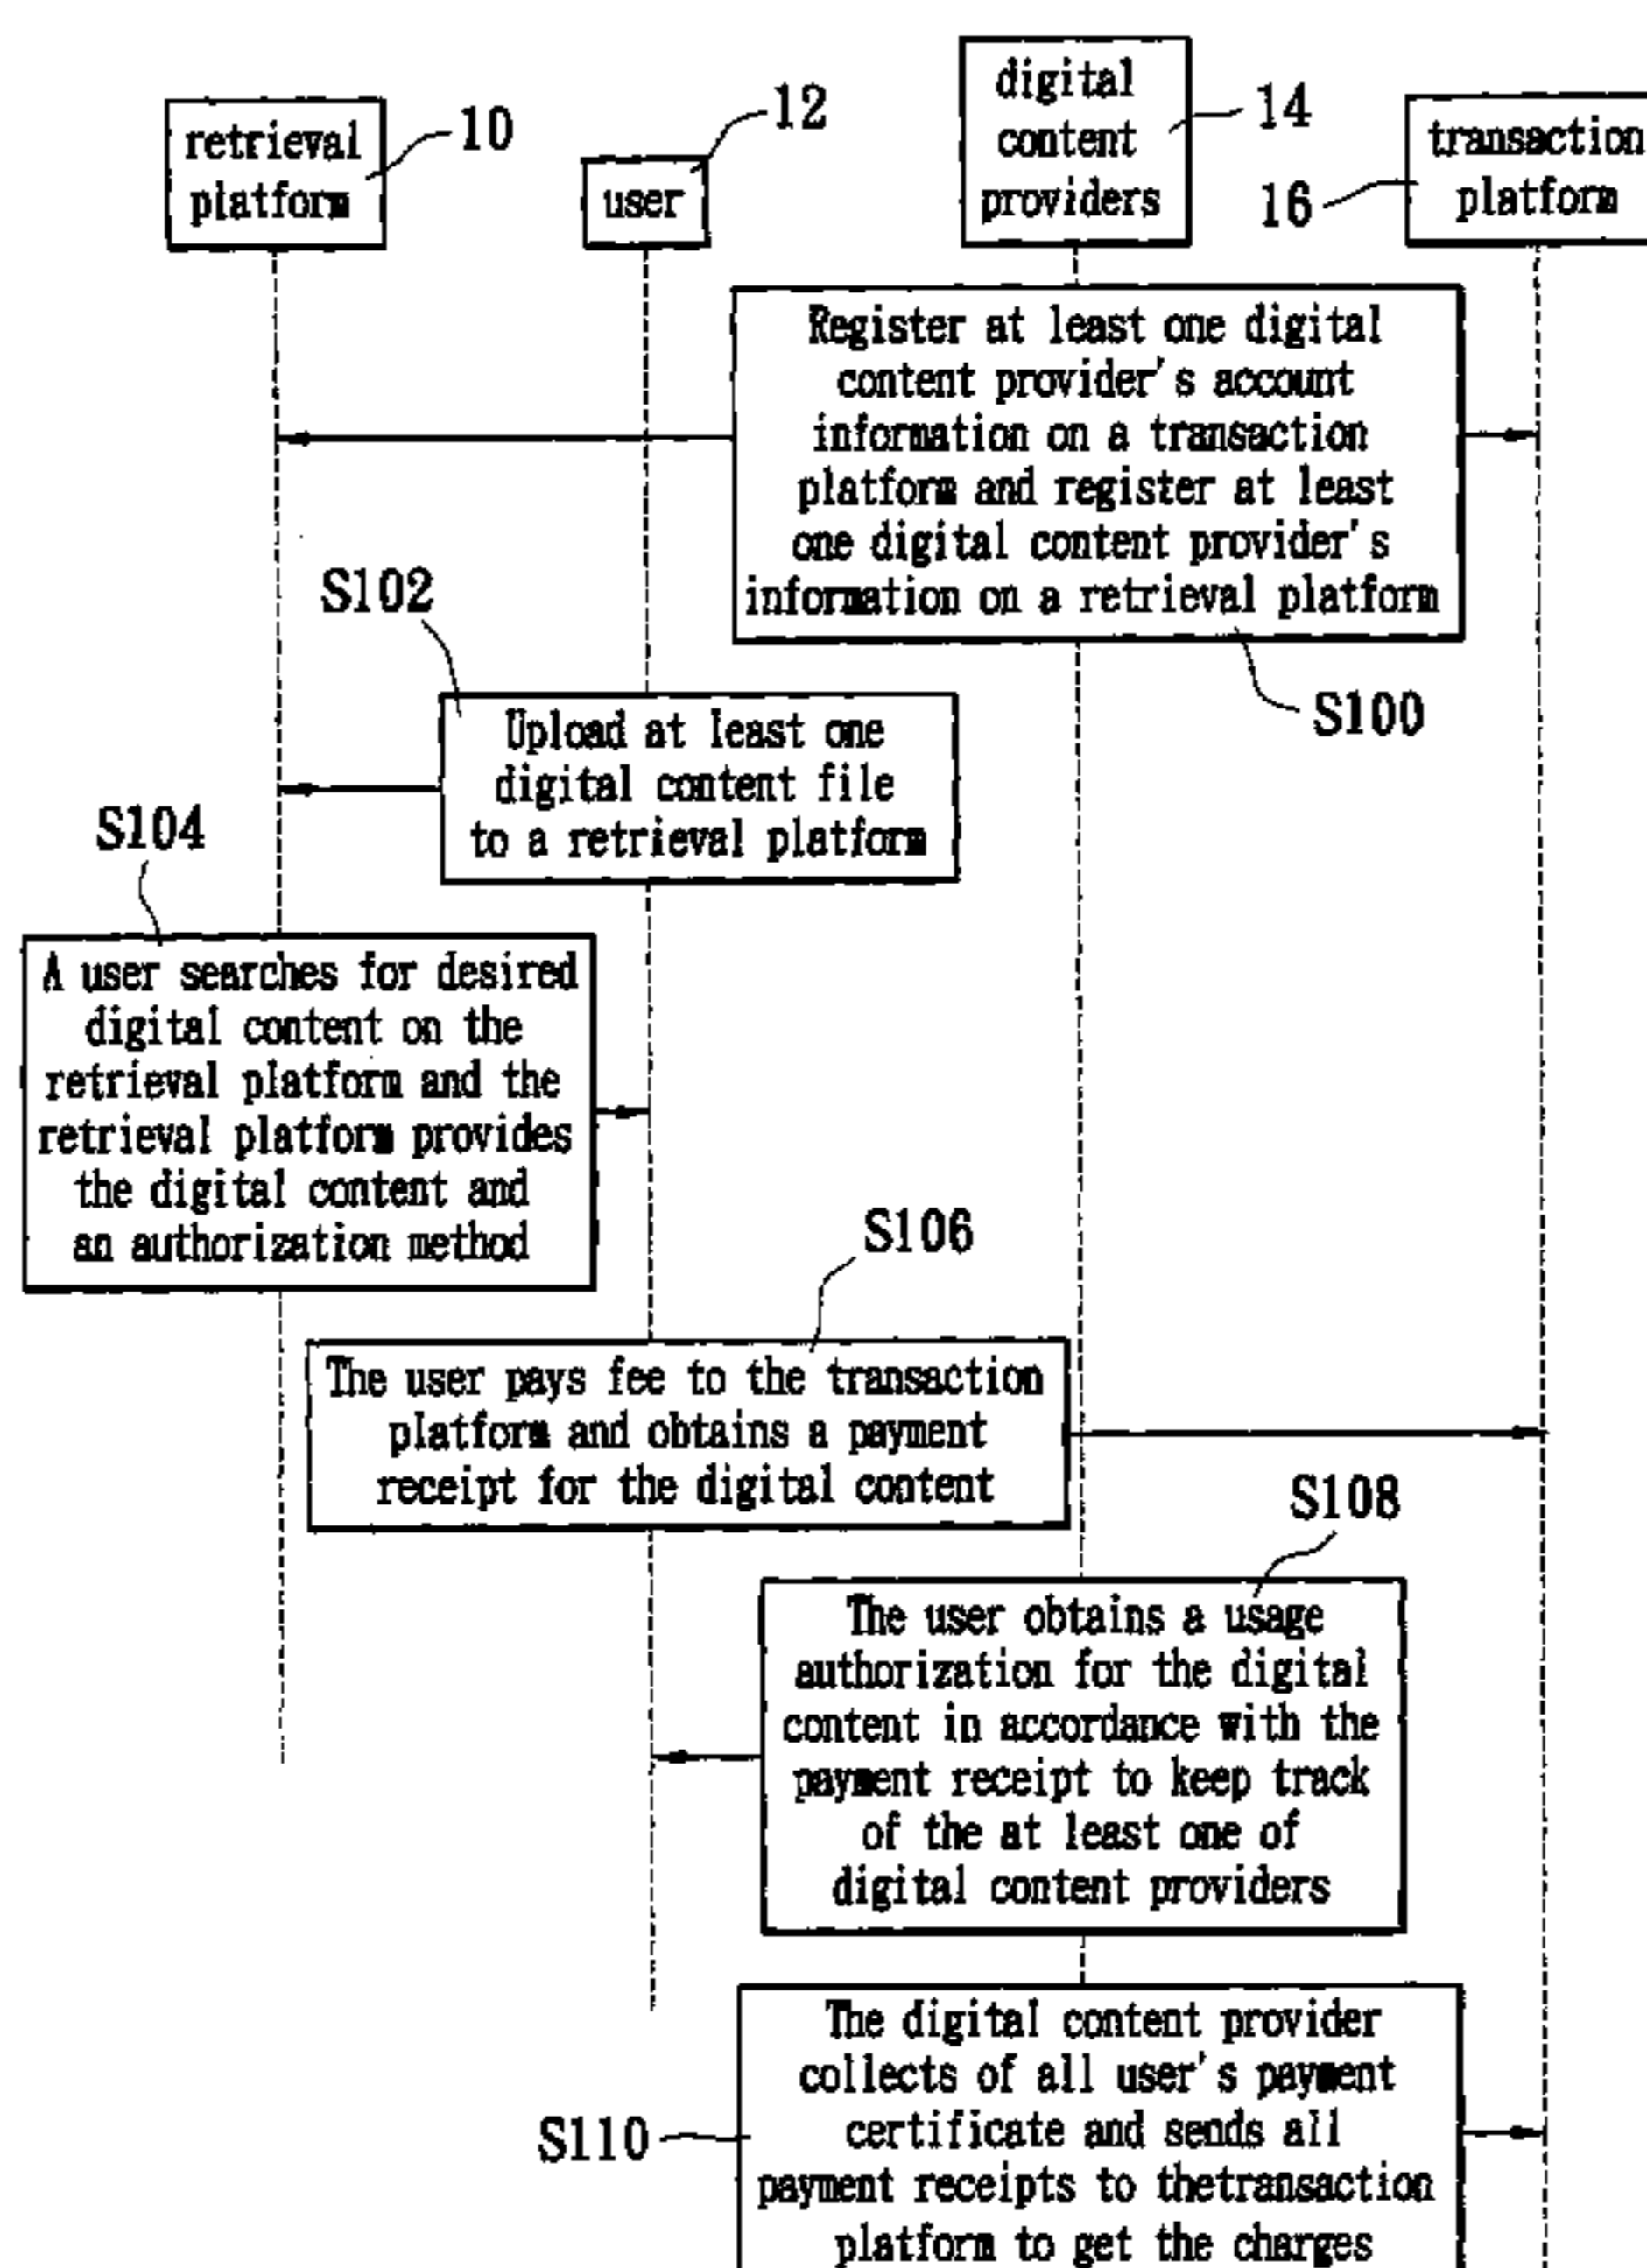 retrieval
platform
10
user
12
digital
content
providers
14
transaction
platform
16
Register at least one digital
content provider's account
information on a transaction
platform and register at least
one digital content provider's
information on a retrieval platform
S100
S102
Upload at least one
digital content file
to a retrieval platform
S104
A user searches for desired
digital content on the
retrieval platform and the
retrieval platform provides
the digital content and
an authorization method
S106
The user pays fee to the transaction
platform and obtains a payment
receipt for the digital content
S108
The user obtains a usage
authorization for the digital
content in accordance with the
payment receipt to keep track
of the at least one of
digital content providers
The digital content provider
collects of all user's payment
certificate and sends all
payment receipts to thetransaction
platform to get the charges
S110